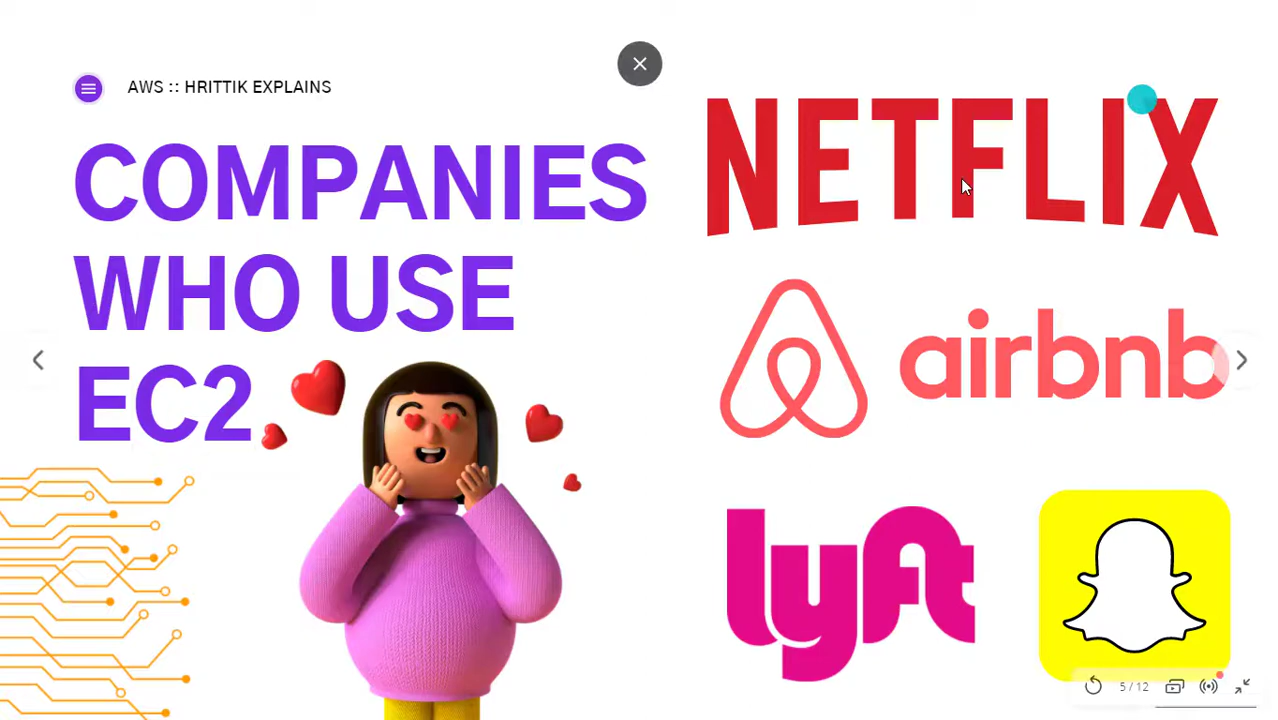 AWS :: HRITTIK EXPLAINS
COMPANIES
WHO USE
EC2
NETFLIX
airbnb
lyft
5 / 12